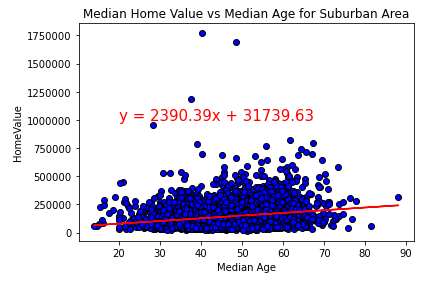 Median Home Value vs Median Age for Suburban Area
1750000
1500000
1250000
1000000
750000
500000
250000
0
HomeValue
y = 2390.39x + 31739.63
20 30 40 50 60 70 80 90
Median Age